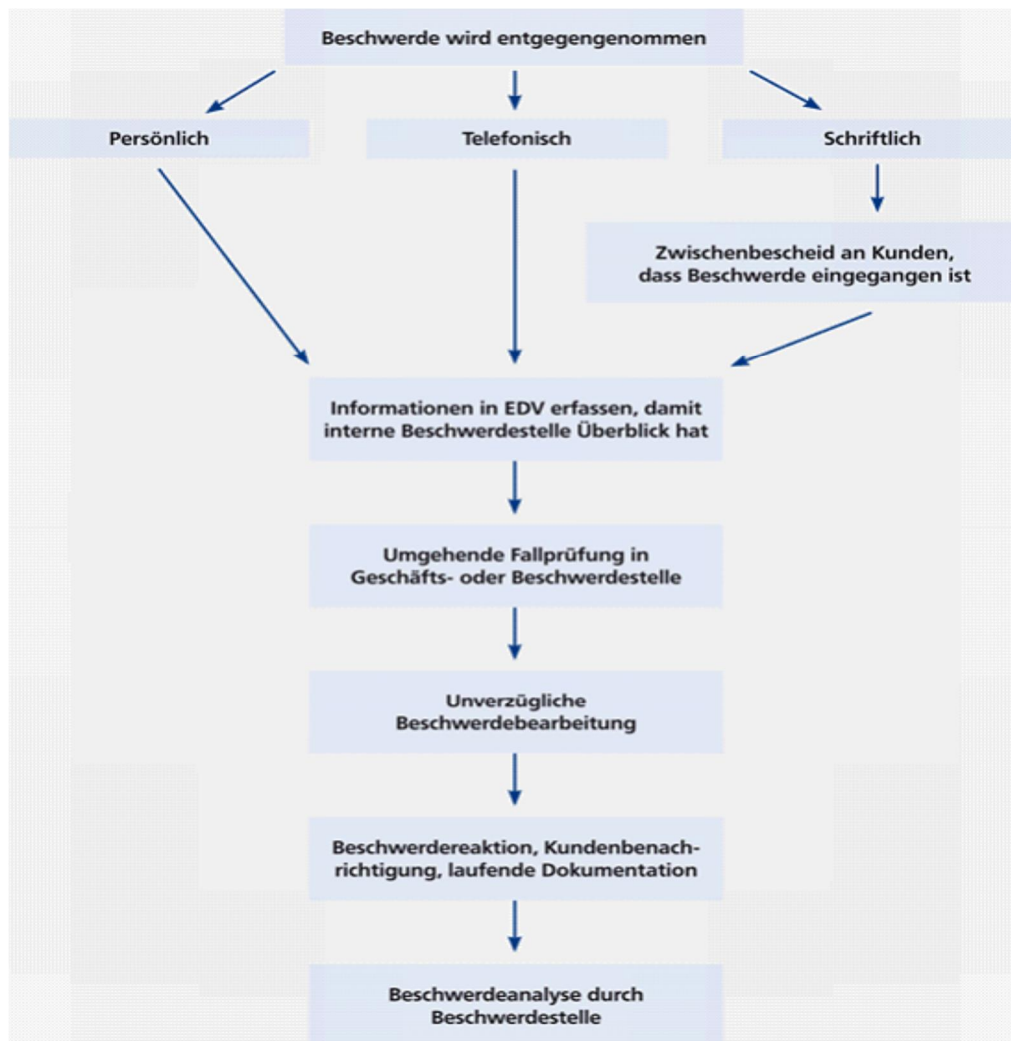 Beschwerde wird entgegengenommen
Persönlich
Telefonisch
Schriftlich
Zwischenbescheid an Kunden,
dass Beschwerde eingegangen ist
Informationen in EDV erfassen, damit
interne Beschwerdestelle Überblick hat
Umgehende Fallprüfung in
Geschäfts- oder Beschwerdestelle
Unverzügliche
Beschwerdebearbeitung
Beschwerdereaktion, Kundenbenach-
richtigung, laufende Dokumentation
Beschwerdeanalyse durch
Beschwerdestelle